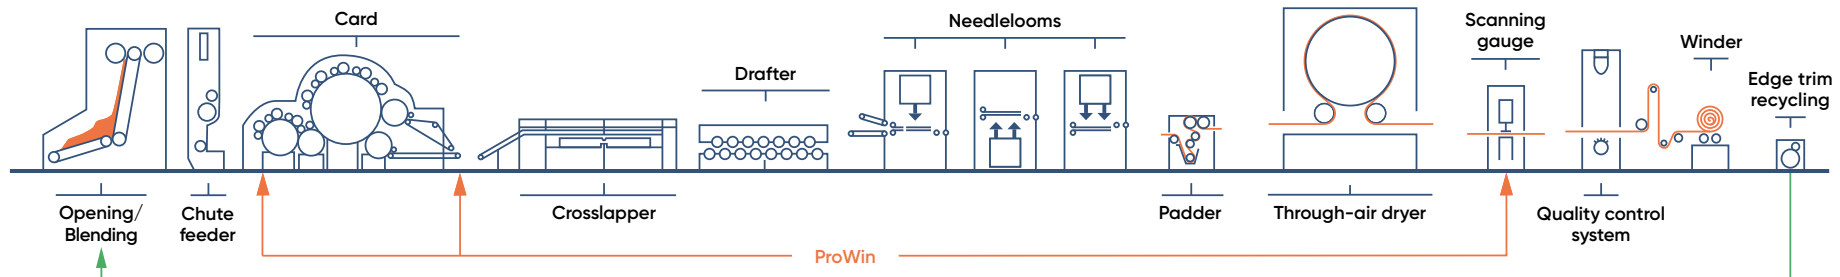 Card
Needlelooms
Scanning
gauge
Winder
Drafter
Edge trim
recycling
Opening/
Blending
Chute
feeder
Crosslapper
Padder
Through-air dryer
Quality control
system
ProWin